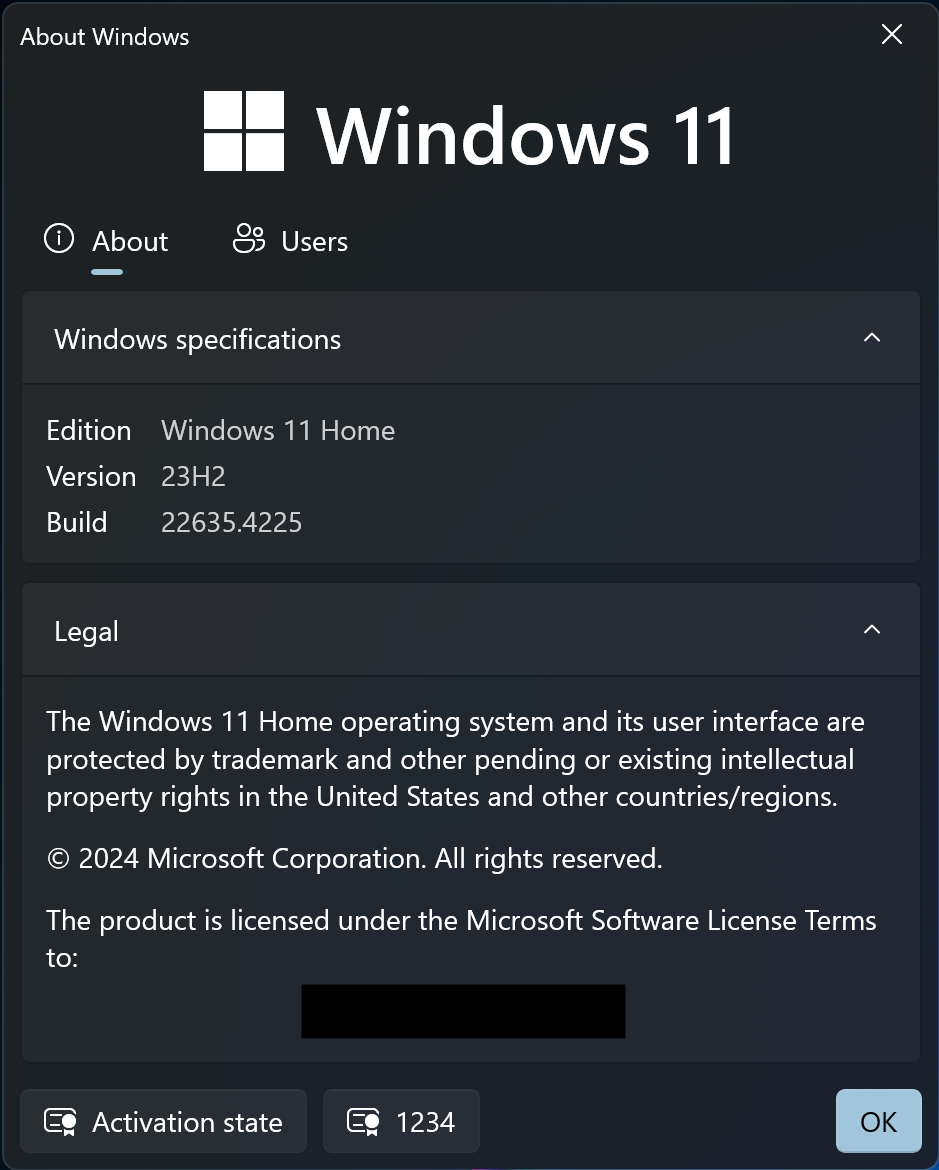 About Windows
Windows 11
About Users
Windows specifications
Edition Windows 11 Home
Version 23H2
Build 22635.4225
Legal
The Windows 11 Home operating system and its user interface are
protected by trademark and other pending or existing intellectual
property rights in the United States and other countries/regions.
© 2024 Microsoft Corporation. All rights reserved.
The product is licensed under the Microsoft Software License Terms
to:
Activation state 1234 OK